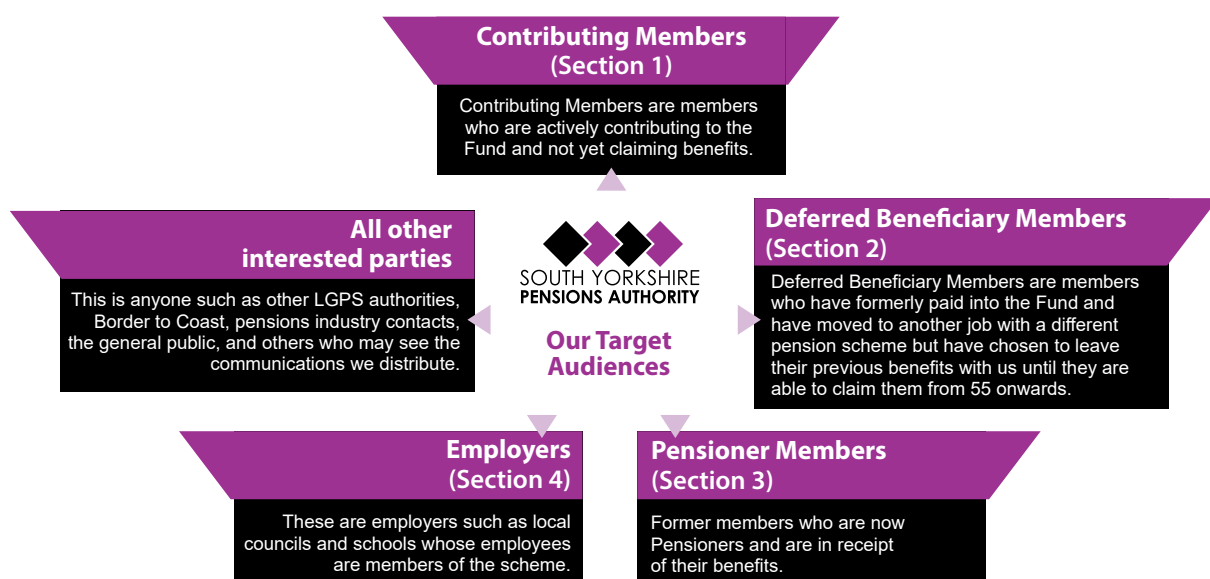 Contributing Members
(Section 1)
Contributing Members are members
who are actively contributing to the
Fund and not yet claiming benefits.
All other
interested parties
This is anyone such as other LGPS authorities,
Border to Coast, pensions industry contacts,
the general public, and others who may see the
communications we distribute.
SOUTH YORKSHIRE
PENSIONS AUTHORITY
Our Target
Audiences
Deferred Beneficiary Members
(Section 2)
Deferred Beneficiary Members are members
who have formerly paid into the Fund and
have moved to another job with a different
pension scheme but have chosen to leave
their previous benefits with us until they are
able to claim them from 55 onwards.
Employers
(Section 4)
These are employers such as local
councils and schools whose employees
are members of the scheme.
Pensioner Members
(Section 3)
Former members who are now
Pensioners and are in receipt
of their benefits.